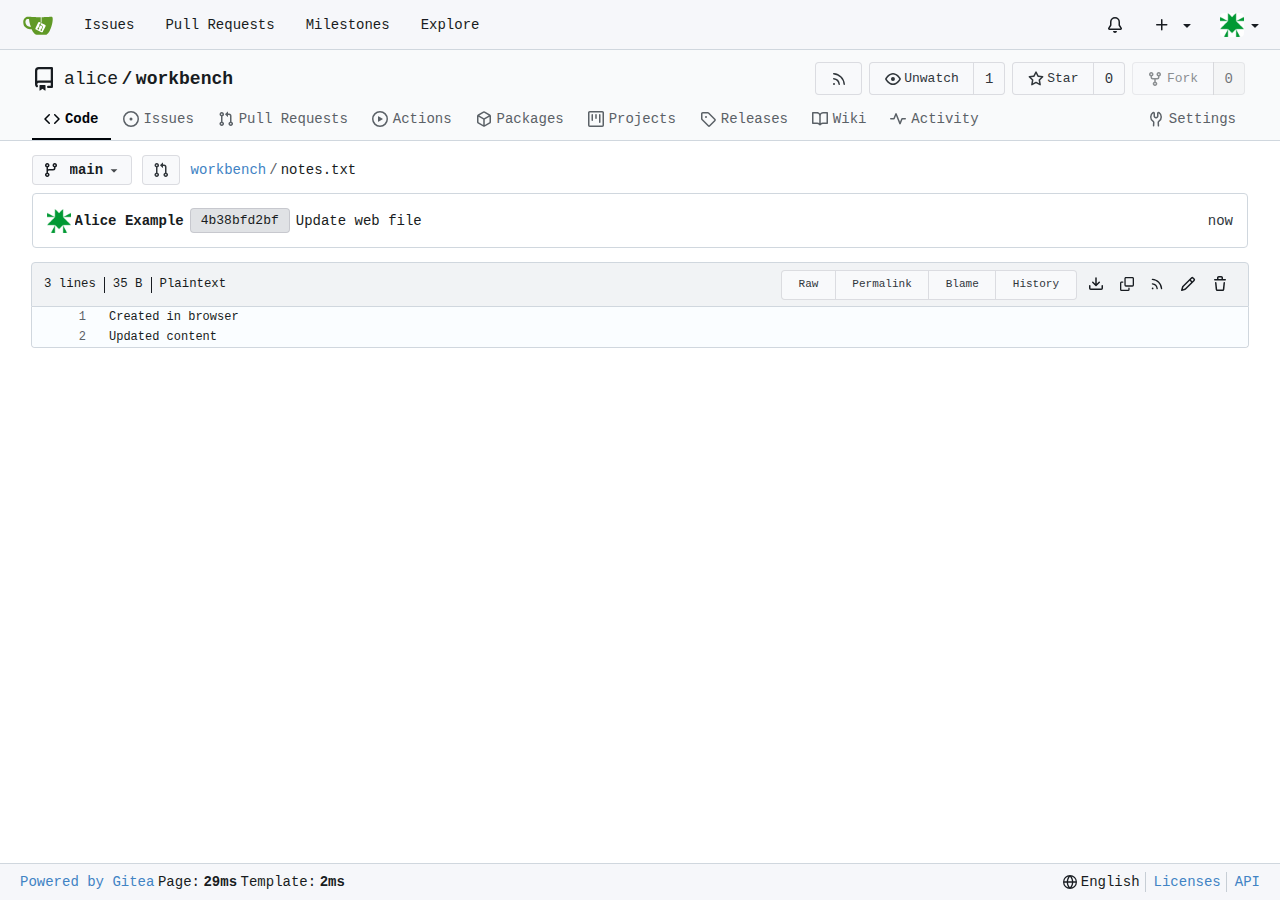 Issues Pull Requests Milestones Explore
alice/workbench Unwatch 1 Star 0 Fork 0
Code Issues Pull Requests Actions Packages Projects Releases Wiki Activity Settings
main workbench/notes.txt
Alice Example 4b38bfd2bf Update web file now
3 lines 35 B Plaintext Raw Permalink Blame History
1 Created in browser
2 Updated content
Powered by Gitea Page: 29ms Template: 2ms English Licenses API